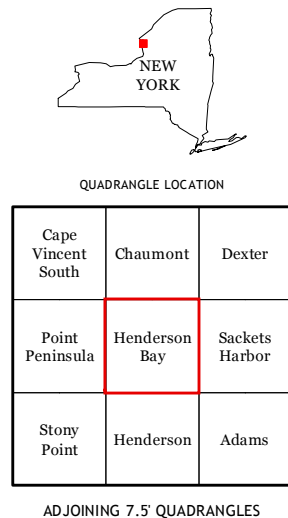 NEW
YORK
QUADRANGLE LOCATION
Cape
Vincent
South
Chaumont
Dexter
Point
Peninsula
Henderson
Bay
Sackets
Harbor
Stony
Point
Henderson
Adams
ADJOINING 7.5' QUADRANGLES